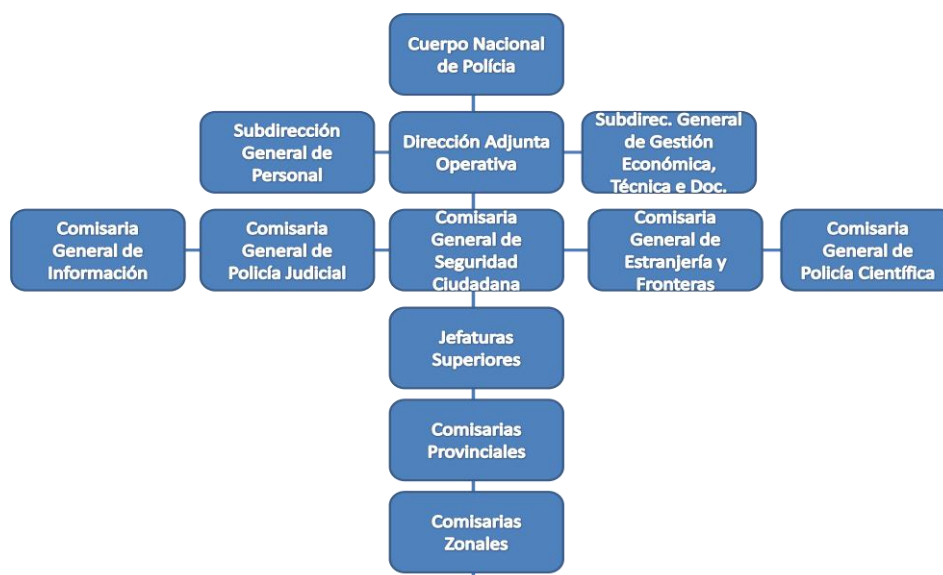 Cuerpo Nacional
de Polícia
Subdirección
General de
Personal
Dirección Adjunta
Operativa
Subdirec. General
de Gestión
Económica,
Técnica e Doc.
Comisaria
General de
Información
Comisaria
General de
Policía Judicial
Comisaria
General de
Seguridad
Ciudadana
Comisaria
General de
Estranjería y
Fronteras
Comisaria
General de
Policía Científica
Jefaturas
Superiores
Comisarias
Provinciales
Comisarias
Zonales